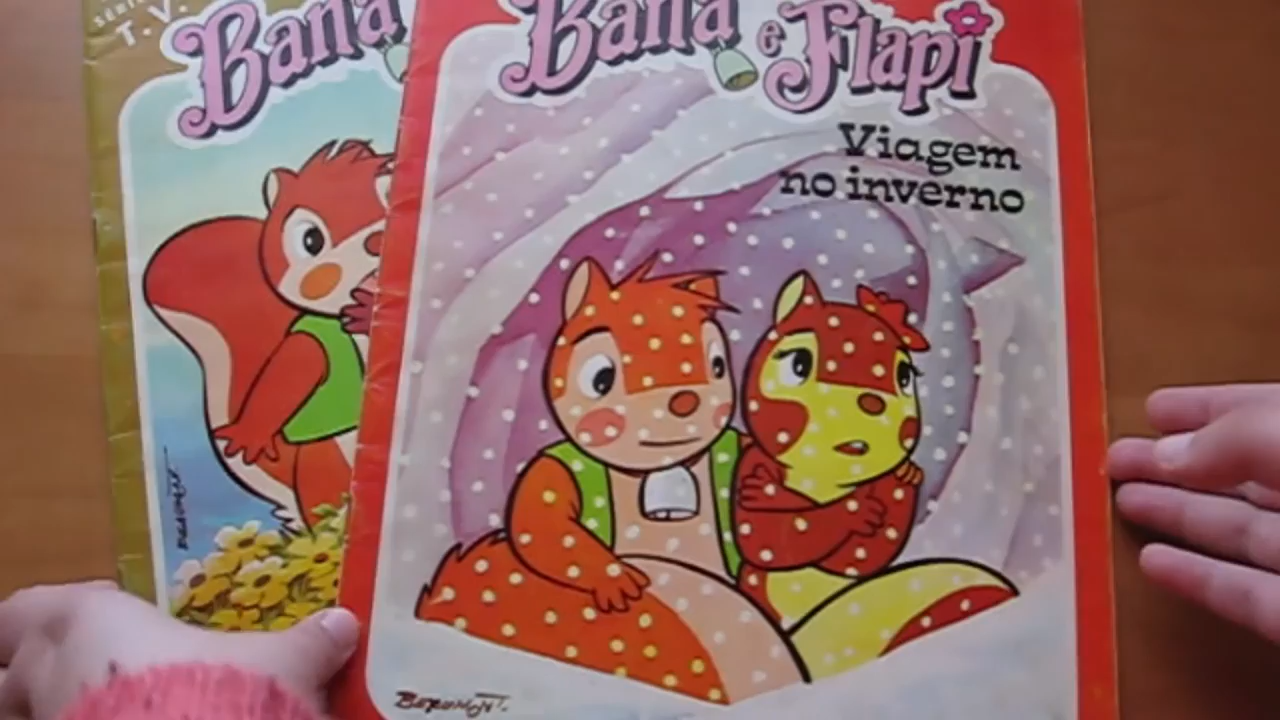 T.V.
Bana
Bana e Flapi
Viagem
no inverno